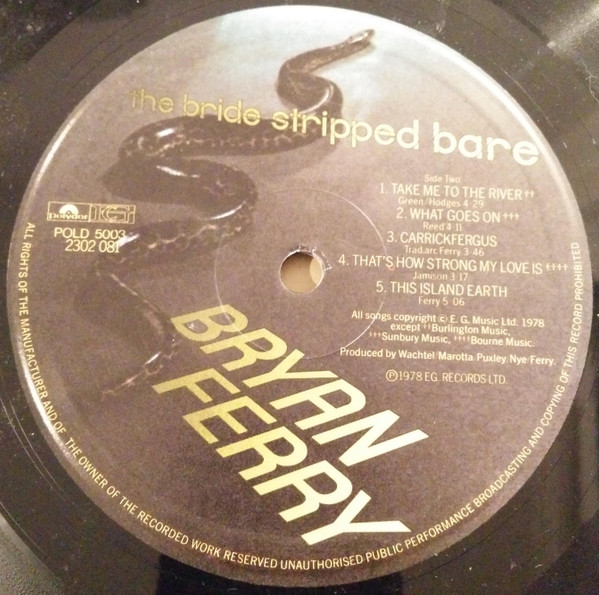 the bride stripped bare
Side Two
1. TAKE ME TO THE RIVER ††
Green/Hodges 4·29
2. WHAT GOES ON †††
Reed 4·11
3. CARRICKFERGUS
Trad.arr. Ferry 3·46
4. THAT'S HOW STRONG MY LOVE IS ††††
Jamison 3·17
5. THIS ISLAND EARTH
Ferry 5·06
All songs copyright © E. G. Music Ltd. 1978
except ††Burlington Music,
†††Sunbury Music, ††††Bourne Music.
Produced by Wachtel/Marotta/Puxley/Nye/Ferry.
℗1978 E.G. RECORDS LTD.
polydor EG
POLD 5003
2302 081
BRYAN
FERRY
ALL RIGHTS OF THE MANUFACTURER AND OF THE OWNER OF THE RECORDED WORK RESERVED UNAUTHORISED PUBLIC PERFORMANCE BROADCASTING AND COPYING OF THIS RECORD PROHIBITED